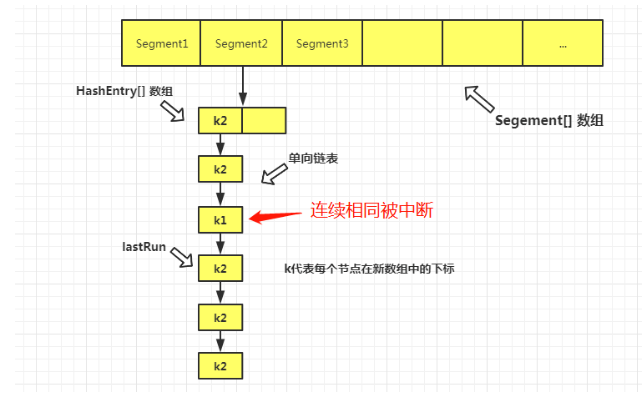 Segment1 Segment2 Segment3 ...
HashEntry[] 数组
Segement[] 数组
k2
单向链表
k2
k1
连续相同被中断
lastRun
k2
k代表每个节点在新数组中的下标
k2
k2